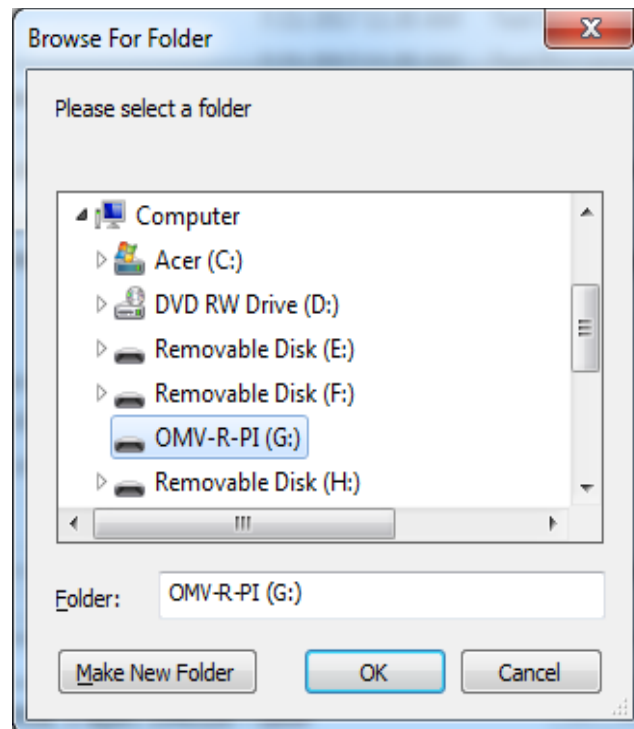 Browse For Folder
Please select a folder
Computer
Acer (C:)
DVD RW Drive (D:)
Removable Disk (E:)
Removable Disk (F:)
OMV-R-PI (G:)
Removable Disk (H:)
Folder: OMV-R-PI (G:)
Make New Folder OK Cancel